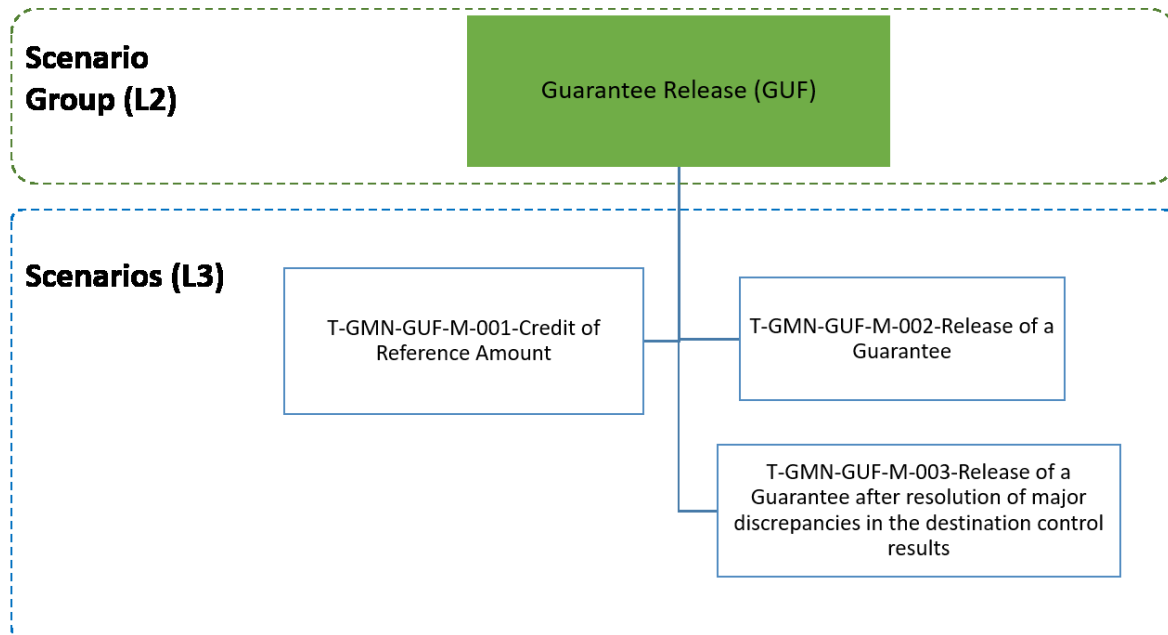 Scenario
Group (L2)
Guarantee Release (GUF)
Scenarios (L3)
T-GMN-GUF-M-001-Credit of
Reference Amount
T-GMN-GUF-M-002-Release of a
Guarantee
T-GMN-GUF-M-003-Release of a
Guarantee after resolution of major
discrepancies in the destination control
results